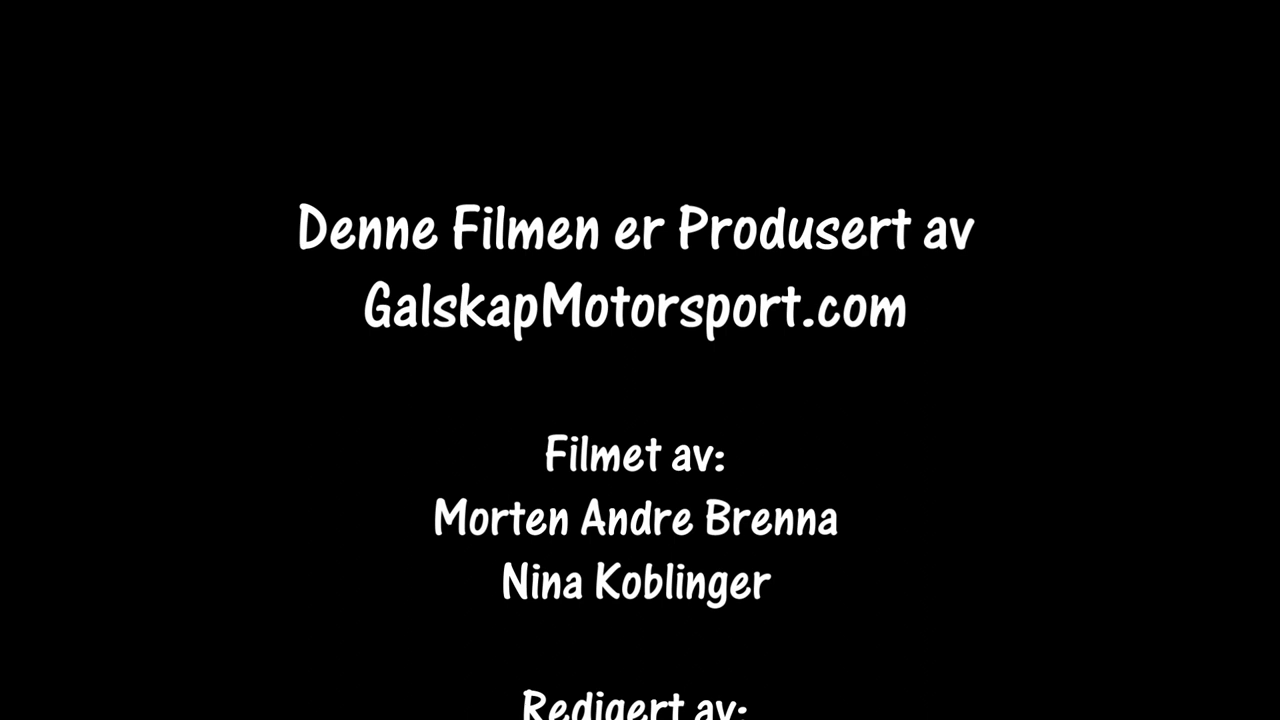 Denne Filmen er Produsert av
GalskapMotorsport.com
Filmet av:
Morten Andre Brenna
Nina Koblinger
Redigert av: